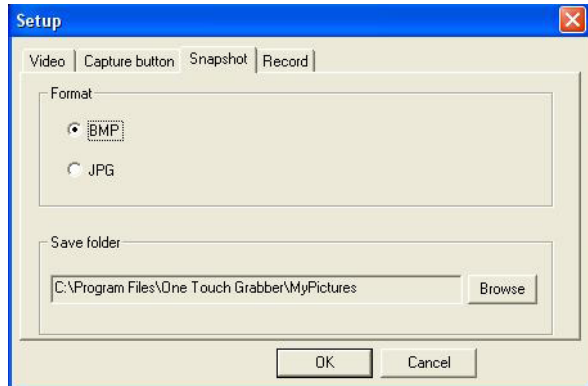 Setup
Video Capture button Snapshot Record
Format
BMP
JPG
Save folder
C:\Program Files\One Touch Grabber\MyPictures Browse
OK Cancel